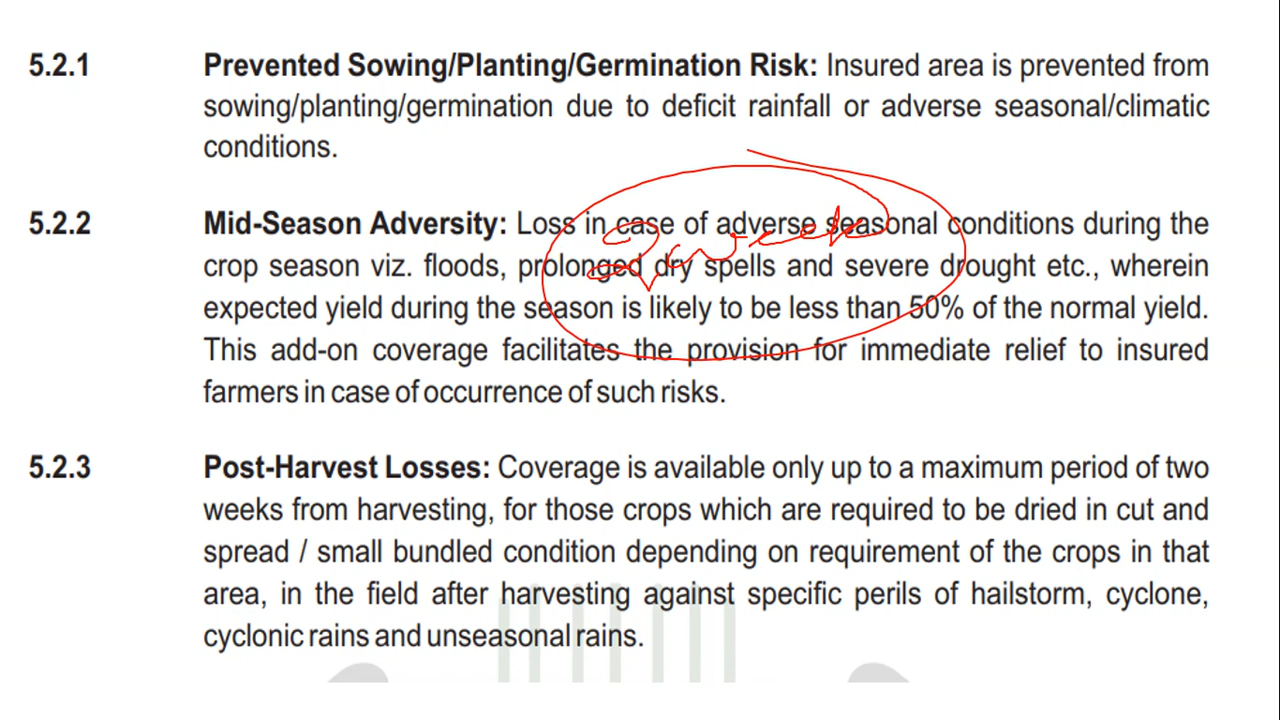 5.2.1 Prevented Sowing/Planting/Germination Risk: Insured area is prevented from
sowing/planting/germination due to deficit rainfall or adverse seasonal/climatic
conditions.
5.2.2 Mid-Season Adversity: Loss in case of adverse seasonal conditions during the
2 week
crop season viz. floods, prolonged dry spells and severe drought etc., wherein
expected yield during the season is likely to be less than 50% of the normal yield.
This add-on coverage facilitates the provision for immediate relief to insured
farmers in case of occurrence of such risks.
5.2.3 Post-Harvest Losses: Coverage is available only up to a maximum period of two
weeks from harvesting, for those crops which are required to be dried in cut and
spread / small bundled condition depending on requirement of the crops in that
area, in the field after harvesting against specific perils of hailstorm, cyclone,
cyclonic rains and unseasonal rains.